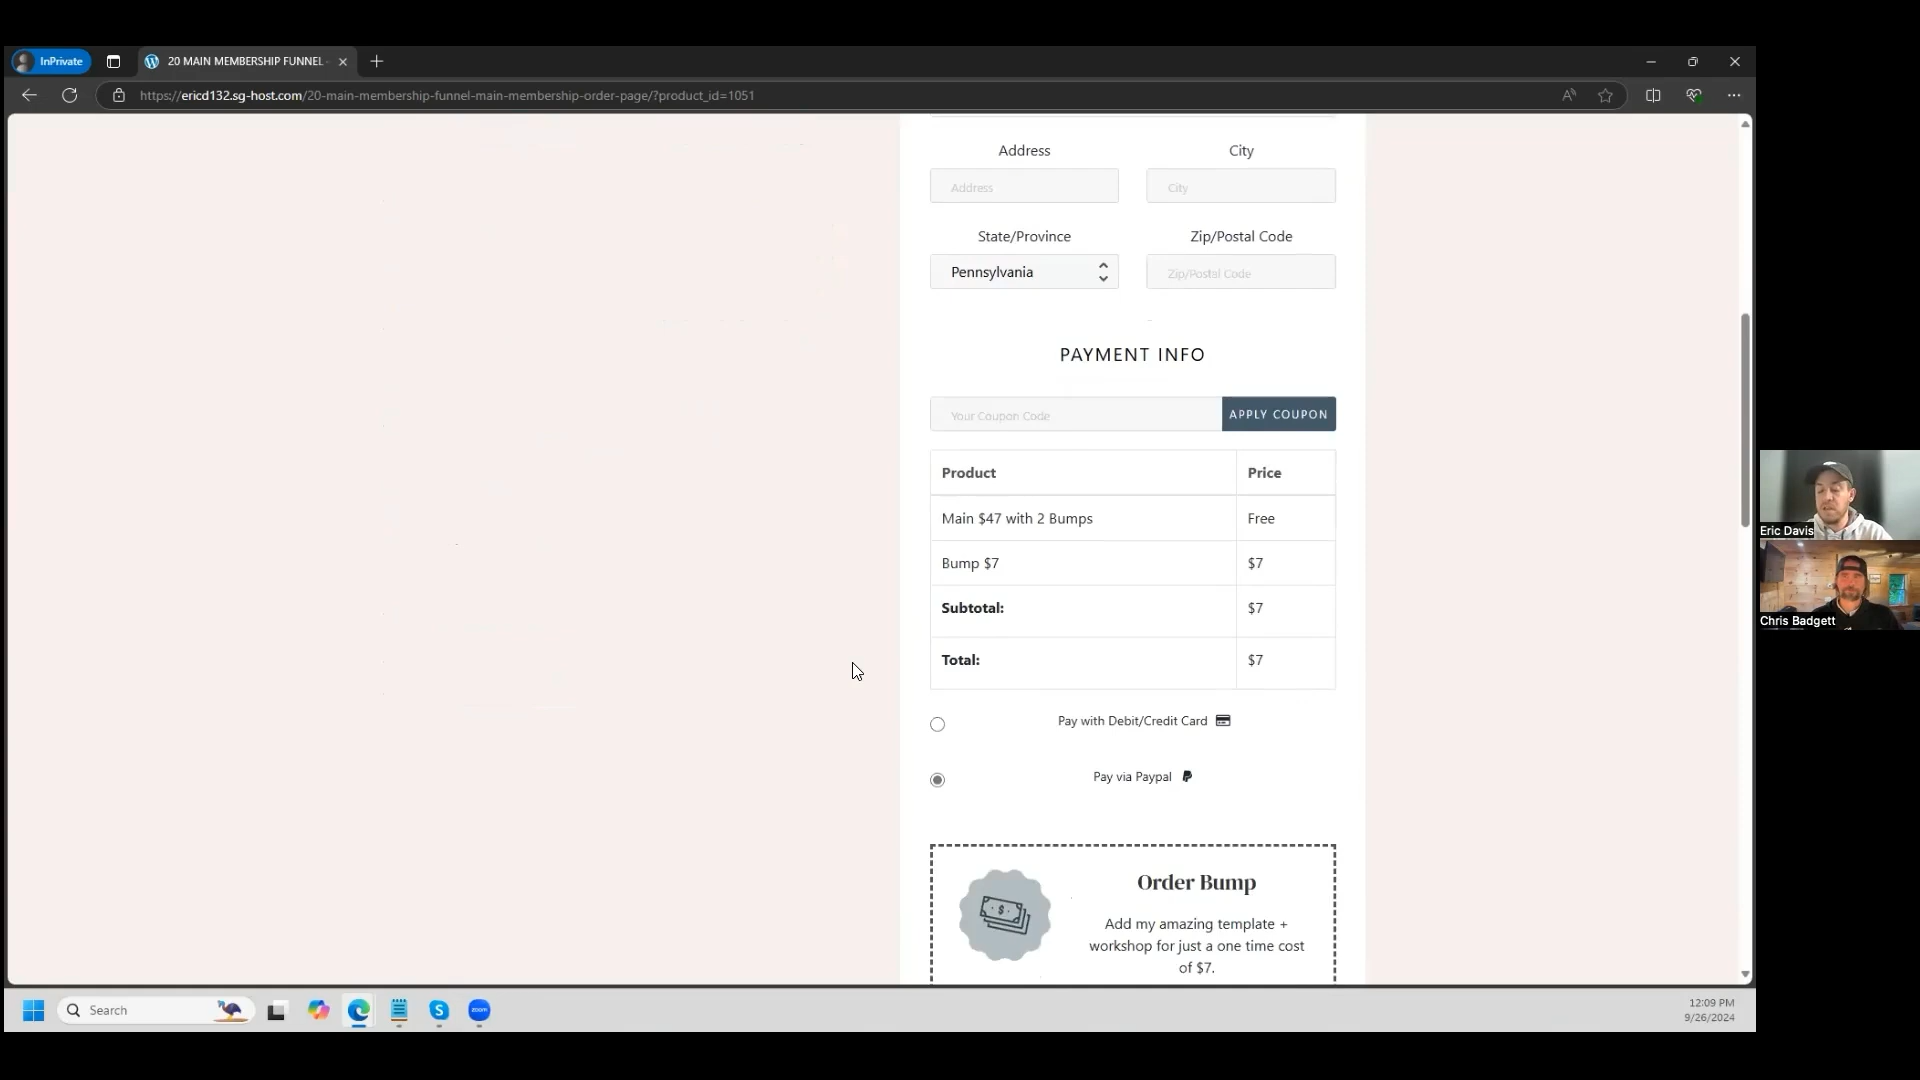 InPrivate
20 MAIN MEMBERSHIP FUNNEL -
https://ericd132.sg-host.com/20-main-membership-funnel-main-membership-order-page/?product_id=1051
Address City
Address City
State/Province Zip/Postal Code
Pennsylvania Zip/Postal Code
PAYMENT INFO
Your Coupon Code APPLY COUPON
Product Price
Main $47 with 2 Bumps Free
Bump $7 $7
Subtotal: $7
Total: $7
Pay with Debit/Credit Card
Pay via Paypal
Order Bump
Add my amazing template +
workshop for just a one time cost
of $7.
Eric Davis
Chris Badgett
Search
zoom
12:09 PM
9/26/2024